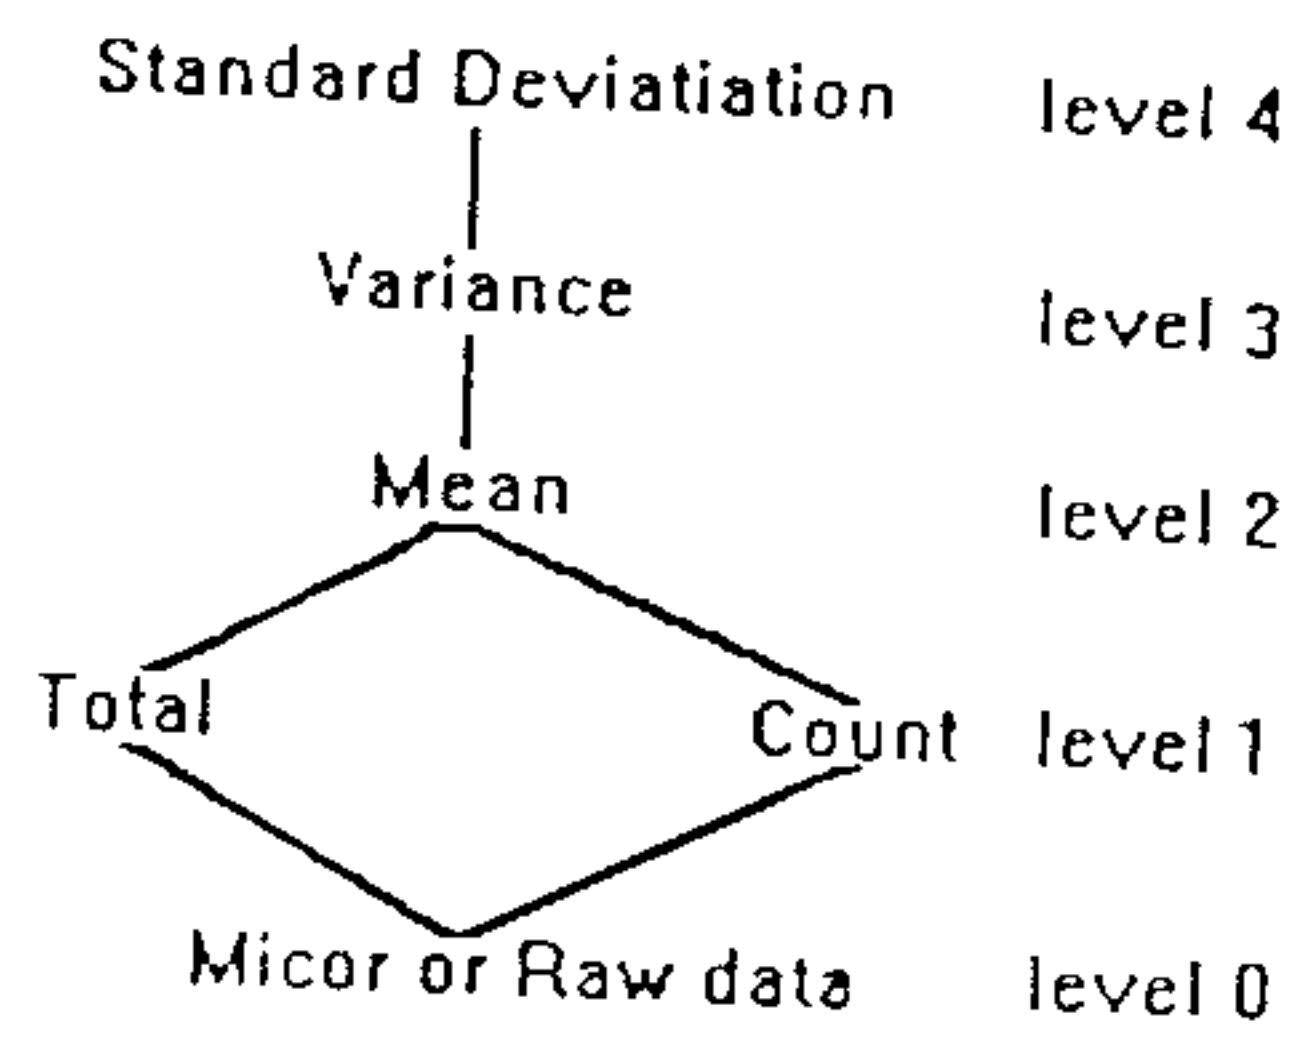 Standard Deviatiation level 4
Variance level 3
Mean level 2
Total Count level 1
Micor or Raw data level 0